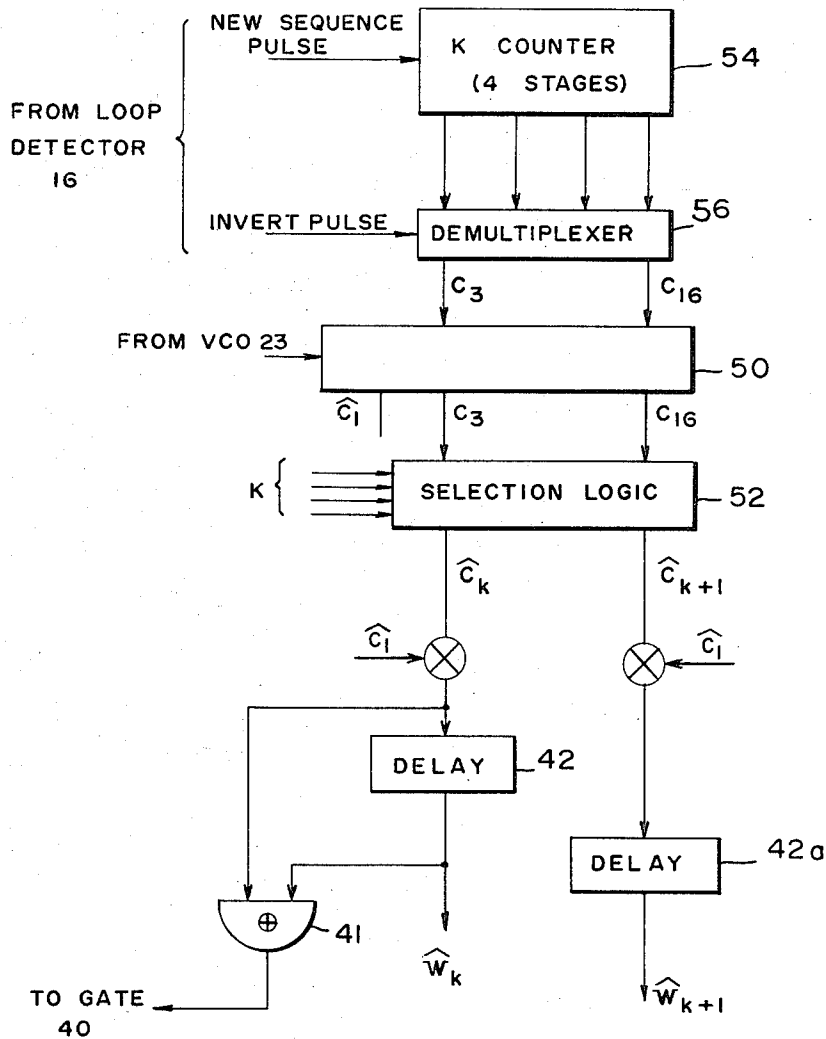 NEW SEQUENCE
PULSE
K COUNTER
(4 STAGES)
54
FROM LOOP
DETECTOR
16
INVERT PULSE
DEMULTIPLEXER
56
C3
C16
FROM VCO 23
50
Ĉ1
C3
C16
K
SELECTION LOGIC
52
Ĉk
Ĉk+1
Ĉ1
Ĉ1
DELAY
42
DELAY
42a
41
Ŵk
Ŵk+1
TO GATE
40